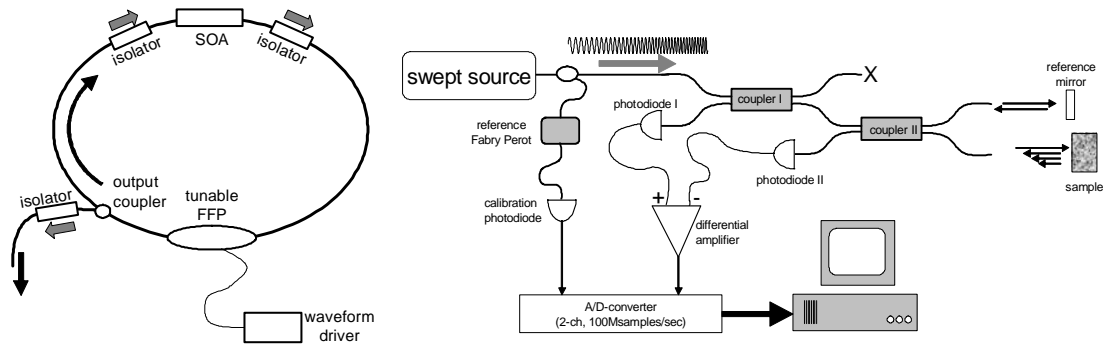 isolator
SOA
isolator
isolator
output
coupler
tunable
FFP
waveform
driver
swept source
reference
Fabry Perot
calibration
photodiode
photodiode I
coupler I
X
coupler II
photodiode II
reference
mirror
sample
+ -
differential
amplifier
A/D-converter
(2-ch, 100Msamples/sec)